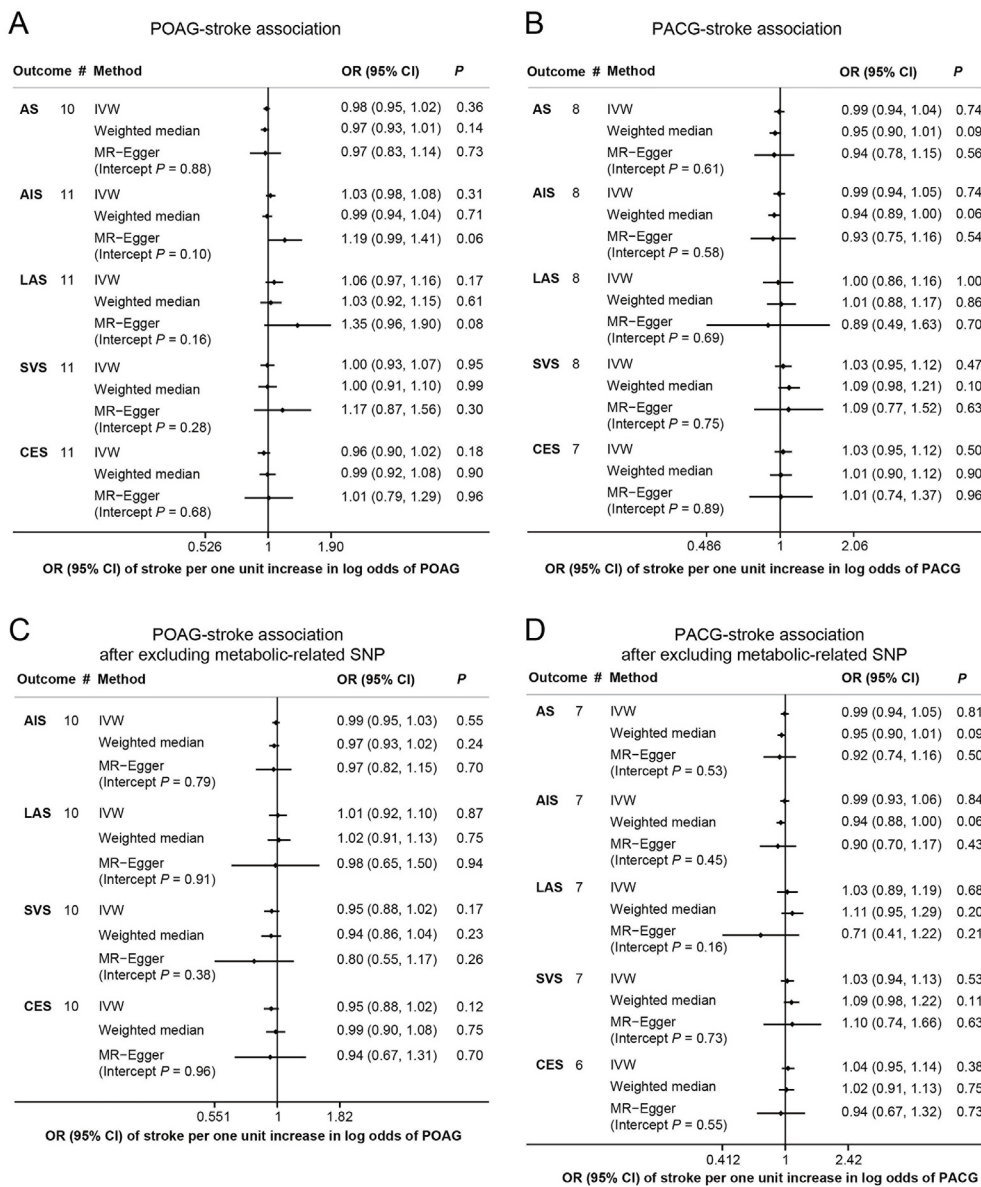 A
POAG-stroke association
Outcome # Method OR (95% CI) P
AS 10 IVW 0.98 (0.95, 1.02) 0.36
Weighted median 0.97 (0.93, 1.01) 0.14
MR−Egger 0.97 (0.83, 1.14) 0.73
(Intercept P = 0.88)
AIS 11 IVW 1.03 (0.98, 1.08) 0.31
Weighted median 0.99 (0.94, 1.04) 0.71
MR−Egger 1.19 (0.99, 1.41) 0.06
(Intercept P = 0.10)
LAS 11 IVW 1.06 (0.97, 1.16) 0.17
Weighted median 1.03 (0.92, 1.15) 0.61
MR−Egger 1.35 (0.96, 1.90) 0.08
(Intercept P = 0.16)
SVS 11 IVW 1.00 (0.93, 1.07) 0.95
Weighted median 1.00 (0.91, 1.10) 0.99
MR−Egger 1.17 (0.87, 1.56) 0.30
(Intercept P = 0.28)
CES 11 IVW 0.96 (0.90, 1.02) 0.18
Weighted median 0.99 (0.92, 1.08) 0.90
MR−Egger 1.01 (0.79, 1.29) 0.96
(Intercept P = 0.68)
0.526 1 1.90
OR (95% CI) of stroke per one unit increase in log odds of POAG
B
PACG-stroke association
Outcome # Method OR (95% CI) P
AS 8 IVW 0.99 (0.94, 1.04) 0.74
Weighted median 0.95 (0.90, 1.01) 0.09
MR−Egger 0.94 (0.78, 1.15) 0.56
(Intercept P = 0.61)
AIS 8 IVW 0.99 (0.94, 1.05) 0.74
Weighted median 0.94 (0.89, 1.00) 0.06
MR−Egger 0.93 (0.75, 1.16) 0.54
(Intercept P = 0.58)
LAS 8 IVW 1.00 (0.86, 1.16) 1.00
Weighted median 1.01 (0.88, 1.17) 0.86
MR−Egger 0.89 (0.49, 1.63) 0.70
(Intercept P = 0.69)
SVS 8 IVW 1.03 (0.95, 1.12) 0.47
Weighted median 1.09 (0.98, 1.21) 0.10
MR−Egger 1.09 (0.77, 1.52) 0.63
(Intercept P = 0.75)
CES 7 IVW 1.03 (0.95, 1.12) 0.50
Weighted median 1.01 (0.90, 1.12) 0.90
MR−Egger 1.01 (0.74, 1.37) 0.96
(Intercept P = 0.89)
0.486 1 2.06
OR (95% CI) of stroke per one unit increase in log odds of PACG
C
POAG-stroke association
after excluding metabolic-related SNP
Outcome # Method OR (95% CI) P
AIS 10 IVW 0.99 (0.95, 1.03) 0.55
Weighted median 0.97 (0.93, 1.02) 0.24
MR−Egger 0.97 (0.82, 1.15) 0.70
(Intercept P = 0.79)
LAS 10 IVW 1.01 (0.92, 1.10) 0.87
Weighted median 1.02 (0.91, 1.13) 0.75
MR−Egger 0.98 (0.65, 1.50) 0.94
(Intercept P = 0.91)
SVS 10 IVW 0.95 (0.88, 1.02) 0.17
Weighted median 0.94 (0.86, 1.04) 0.23
MR−Egger 0.80 (0.55, 1.17) 0.26
(Intercept P = 0.38)
CES 10 IVW 0.95 (0.88, 1.02) 0.12
Weighted median 0.99 (0.90, 1.08) 0.75
MR−Egger 0.94 (0.67, 1.31) 0.70
(Intercept P = 0.96)
0.551 1 1.82
OR (95% CI) of stroke per one unit increase in log odds of POAG
D
PACG-stroke association
after excluding metabolic-related SNP
Outcome # Method OR (95% CI) P
AS 7 IVW 0.99 (0.94, 1.05) 0.81
Weighted median 0.95 (0.90, 1.01) 0.09
MR−Egger 0.92 (0.74, 1.16) 0.50
(Intercept P = 0.53)
AIS 7 IVW 0.99 (0.93, 1.06) 0.84
Weighted median 0.94 (0.88, 1.00) 0.06
MR−Egger 0.90 (0.70, 1.17) 0.43
(Intercept P = 0.45)
LAS 7 IVW 1.03 (0.89, 1.19) 0.68
Weighted median 1.11 (0.95, 1.29) 0.20
MR−Egger 0.71 (0.41, 1.22) 0.21
(Intercept P = 0.16)
SVS 7 IVW 1.03 (0.94, 1.13) 0.53
Weighted median 1.09 (0.98, 1.22) 0.11
MR−Egger 1.10 (0.74, 1.66) 0.63
(Intercept P = 0.73)
CES 6 IVW 1.04 (0.95, 1.14) 0.38
Weighted median 1.02 (0.91, 1.13) 0.75
MR−Egger 0.94 (0.67, 1.32) 0.73
(Intercept P = 0.55)
0.412 1 2.42
OR (95% CI) of stroke per one unit increase in log odds of PACG